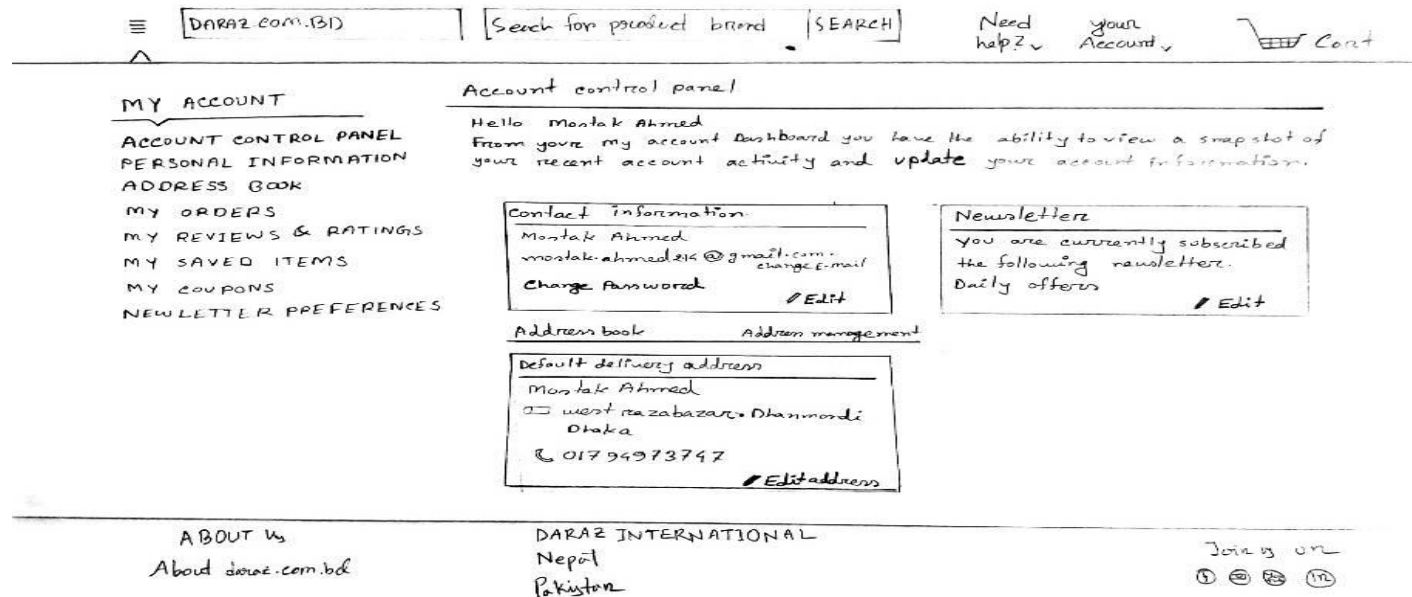 DARAZ.COM.BD
Seach for product brand
SEARCH
Need help?
your Account
Cart
MY ACCOUNT
ACCOUNT CONTROL PANEL
PERSONAL INFORMATION
ADDRESS BOOK
MY ORDERS
MY REVIEWS & RATINGS
MY SAVED ITEMS
MY COUPONS
NEWLETTER PREFERENCES
Account control panel
Hello Mostak Ahmed
From your my account Dashboard you have the ability to view a snapshot of
your recent account activity and update your account information.
Contact information
Mostak Ahmed
mostak.ahmed214@gmail.com.
change E-mail
Change Password
Edit
Newsletter
You are currently subscribed
the following newsletter.
Daily offers
Edit
Address book
Address management
Default delivery address
Mostak Ahmed
west razabazar. Dhanmondi
Dhaka
01794973747
Edit address
ABOUT Us
About daraz.com.bd
DARAZ INTERNATIONAL
Nepal
Pakistan
Join us on
in